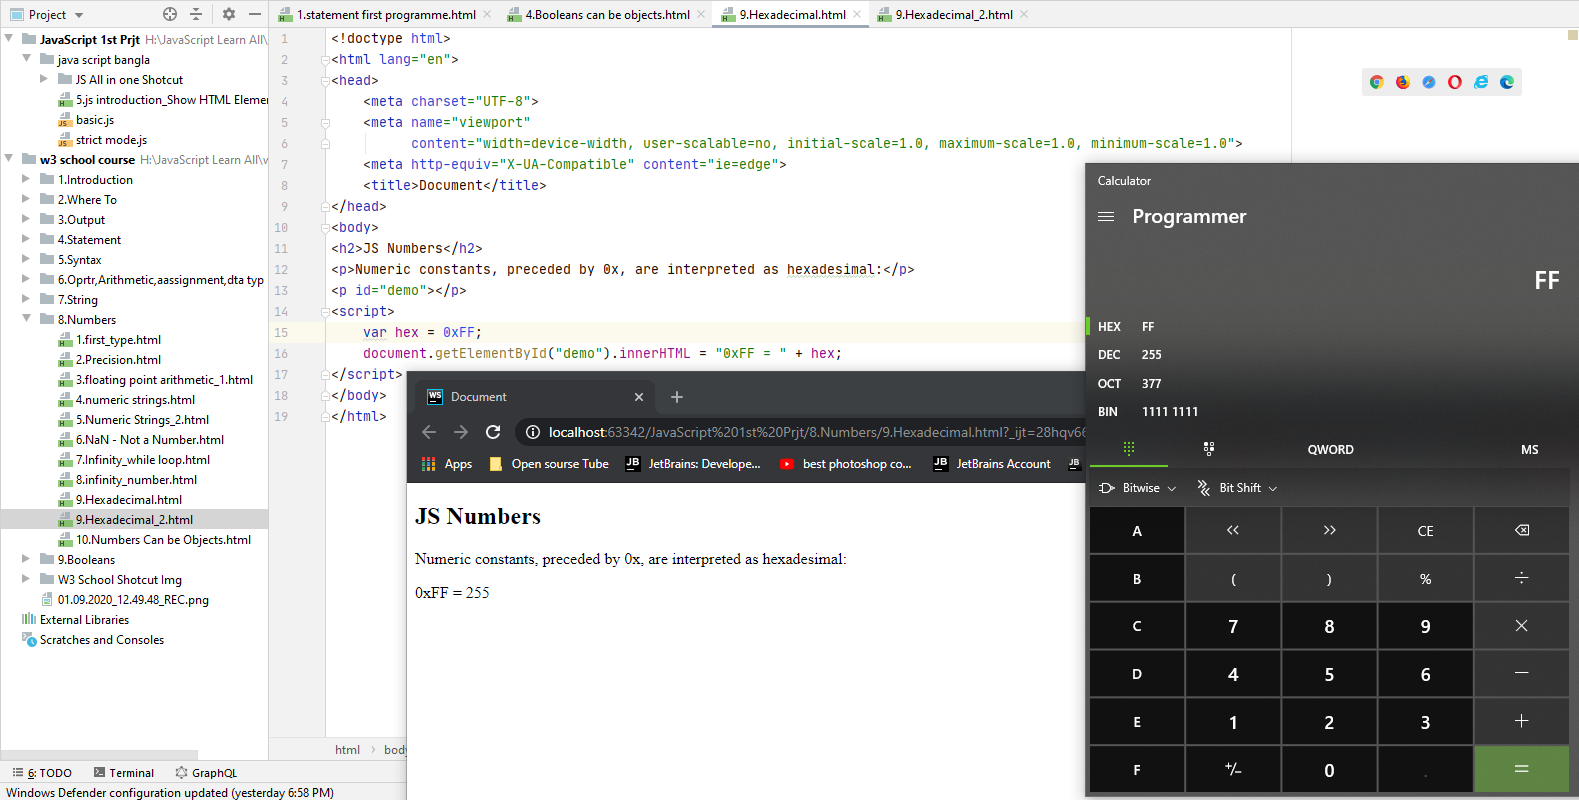 Project
1.statement first programme.html
4.Booleans can be objects.html
9.Hexadecimal.html
9.Hexadecimal_2.html
JavaScript 1st Prjt H:\JavaScript Learn All\
java script bangla
JS All in one Shotcut
5.js introduction_Show HTML Elemer
basic.js
strict mode.js
w3 school course H:\JavaScript Learn All\v
1.Introduction
2.Where To
3.Output
4.Statement
5.Syntax
6.Oprtr,Arithmetic,aassignment,dta typ
7.String
8.Numbers
1.first_type.html
2.Precision.html
3.floating point arithmetic_1.html
4.numeric strings.html
5.Numeric Strings_2.html
6.NaN - Not a Number.html
7.Infinity_while loop.html
8.infinity_number.html
9.Hexadecimal.html
9.Hexadecimal_2.html
10.Numbers Can be Objects.html
9.Booleans
W3 School Shotcut Img
01.09.2020_12.49.48_REC.png
External Libraries
Scratches and Consoles
1 <!doctype html>
2 <html lang="en">
3 <head>
4 <meta charset="UTF-8">
5 <meta name="viewport"
6 content="width=device-width, user-scalable=no, initial-scale=1.0, maximum-scale=1.0, minimum-scale=1.0">
7 <meta http-equiv="X-UA-Compatible" content="ie=edge">
8 <title>Document</title>
9 </head>
10 <body>
11 <h2>JS Numbers</h2>
12 <p>Numeric constants, preceded by 0x, are interpreted as hexadesimal:</p>
13 <p id="demo"></p>
14 <script>
15 var hex = 0xFF;
16 document.getElementById("demo").innerHTML = "0xFF = " + hex;
17 </script>
18 </body>
19 </html>
html › body
6: TODO
Terminal
GraphQL
Windows Defender configuration updated (yesterday 6:58 PM)
WS Document
localhost:63342/JavaScript%201st%20Prjt/8.Numbers/9.Hexadecimal.html?_ijt=28hqv66
Apps
Open sourse Tube
JB JetBrains: Develope...
best photoshop co...
JB JetBrains Account
JB
JS Numbers
Numeric constants, preceded by 0x, are interpreted as hexadesimal:
0xFF = 255
Calculator
Programmer
FF
HEX FF
DEC 255
OCT 377
BIN 1111 1111
QWORD MS
Bitwise Bit Shift
A << >> CE
B ( ) % ÷
C 7 8 9 ×
D 4 5 6 −
E 1 2 3 +
F +/− 0 . =